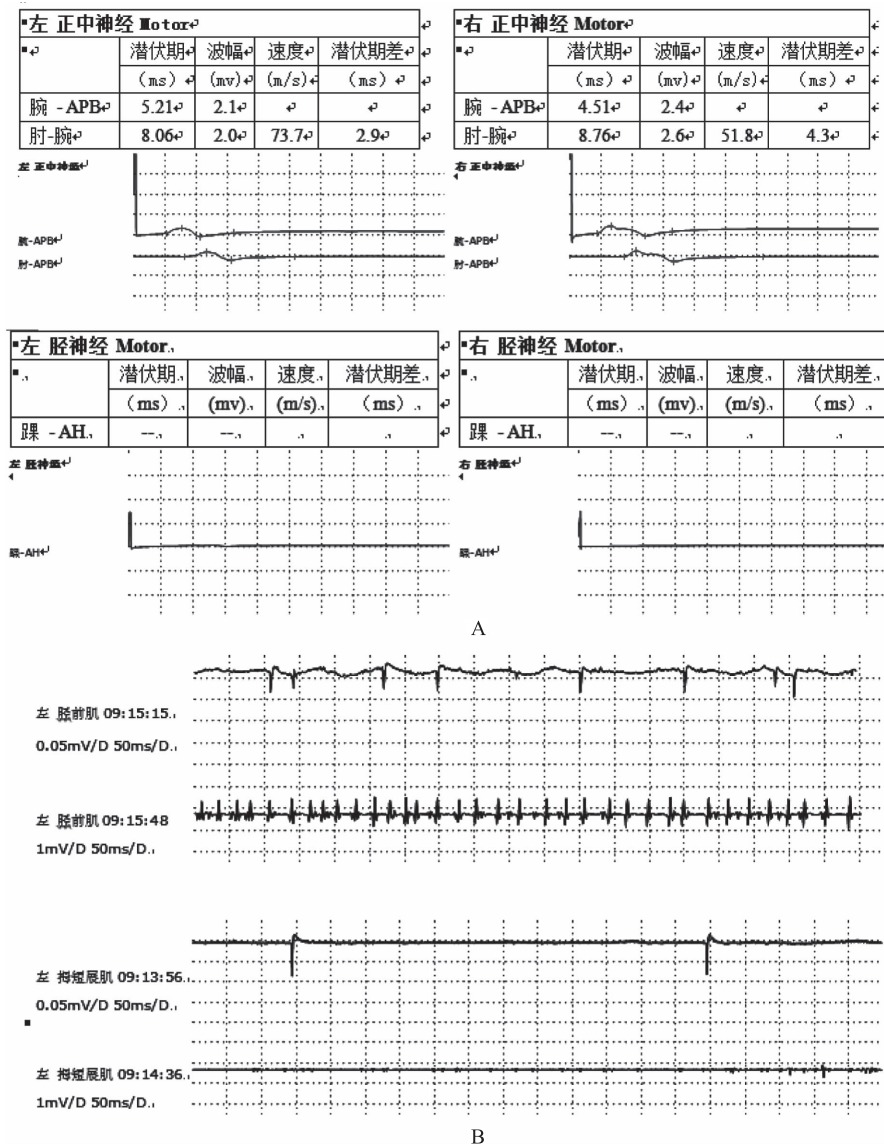 左 正中神经 Motor
潜伏期 波幅 速度 潜伏期差
（ms） (mv) (m/s) （ms）
腕 -APB 5.21 2.1
肘-腕 8.06 2.0 73.7 2.9
右 正中神经 Motor
潜伏期 波幅 速度 潜伏期差
（ms） (mv) (m/s) （ms）
腕 -APB 4.51 2.4
肘-腕 8.76 2.6 51.8 4.3
左 正中神经
腕-APB
肘-APB
右 正中神经
腕-APB
肘-APB
左 胫神经 Motor
潜伏期 波幅 速度 潜伏期差
（ms） (mv) (m/s) （ms）
踝 -AH -- --
右 胫神经 Motor
潜伏期 波幅 速度 潜伏期差
（ms） (mv) (m/s) （ms）
踝 -AH -- --
左 胫神经
踝-AH
右 胫神经
踝-AH
A
左 胫前肌 09:15:15
0.05mV/D 50ms/D
左 胫前肌 09:15:48
1mV/D 50ms/D
左 拇短展肌 09:13:56
0.05mV/D 50ms/D
左 拇短展肌 09:14:36
1mV/D 50ms/D
B